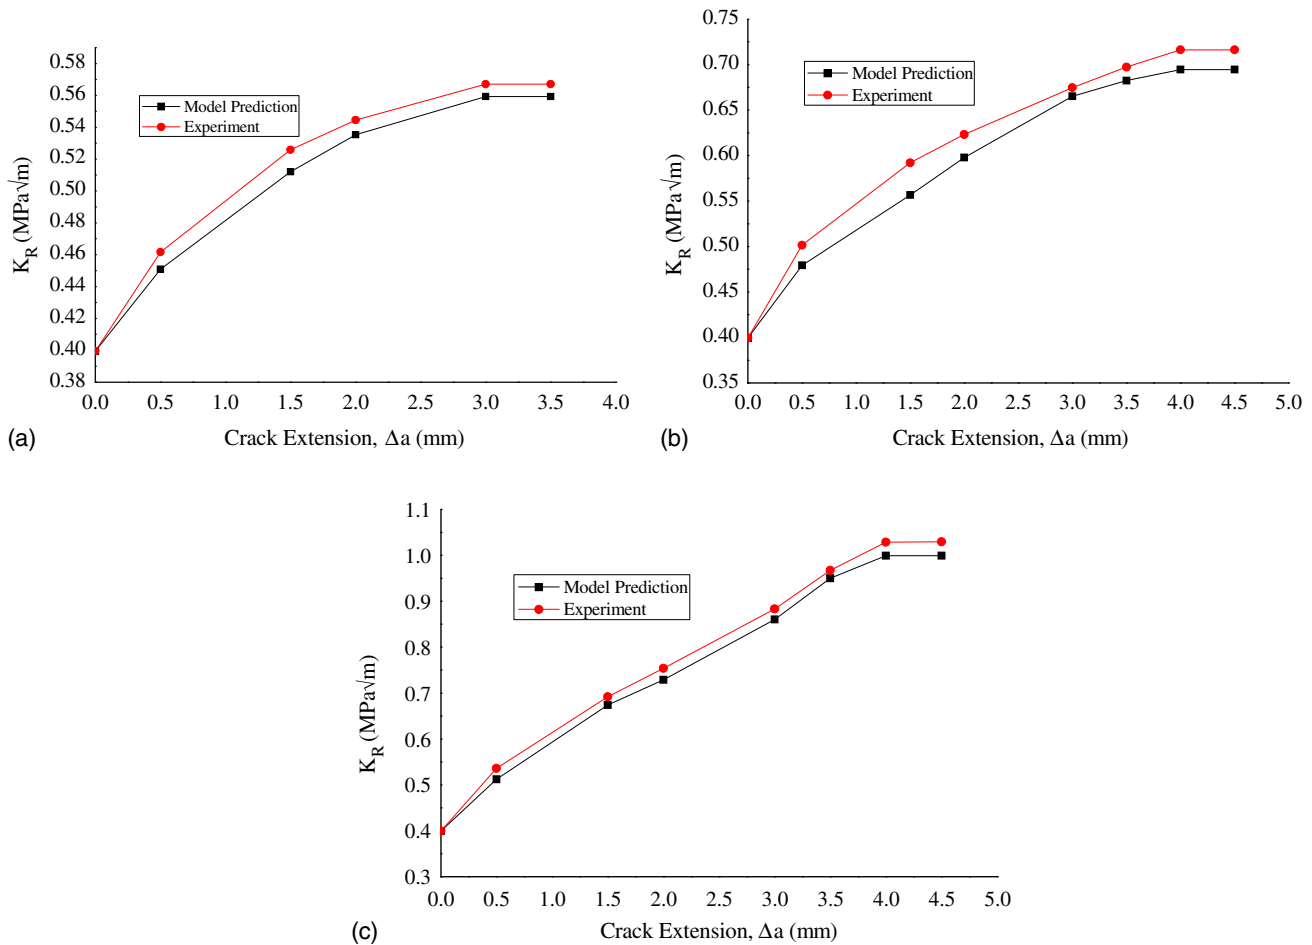 0.58
0.56
0.54
0.52
0.50
0.48
0.46
0.44
0.42
0.40
0.38
K_R (MPa√m)
Model Prediction
Experiment
0.0 0.5 1.0 1.5 2.0 2.5 3.0 3.5 4.0
Crack Extension, Δa (mm)
(a)
0.75
0.70
0.65
0.60
0.55
0.50
0.45
0.40
0.35
K_R (MPa√m)
Model Prediction
Experiment
0.0 0.5 1.0 1.5 2.0 2.5 3.0 3.5 4.0 4.5 5.0
Crack Extension, Δa (mm)
(b)
1.1
1.0
0.9
0.8
0.7
0.6
0.5
0.4
0.3
K_R (MPa√m)
Model Prediction
Experiment
0.0 0.5 1.0 1.5 2.0 2.5 3.0 3.5 4.0 4.5 5.0
Crack Extension, Δa (mm)
(c)